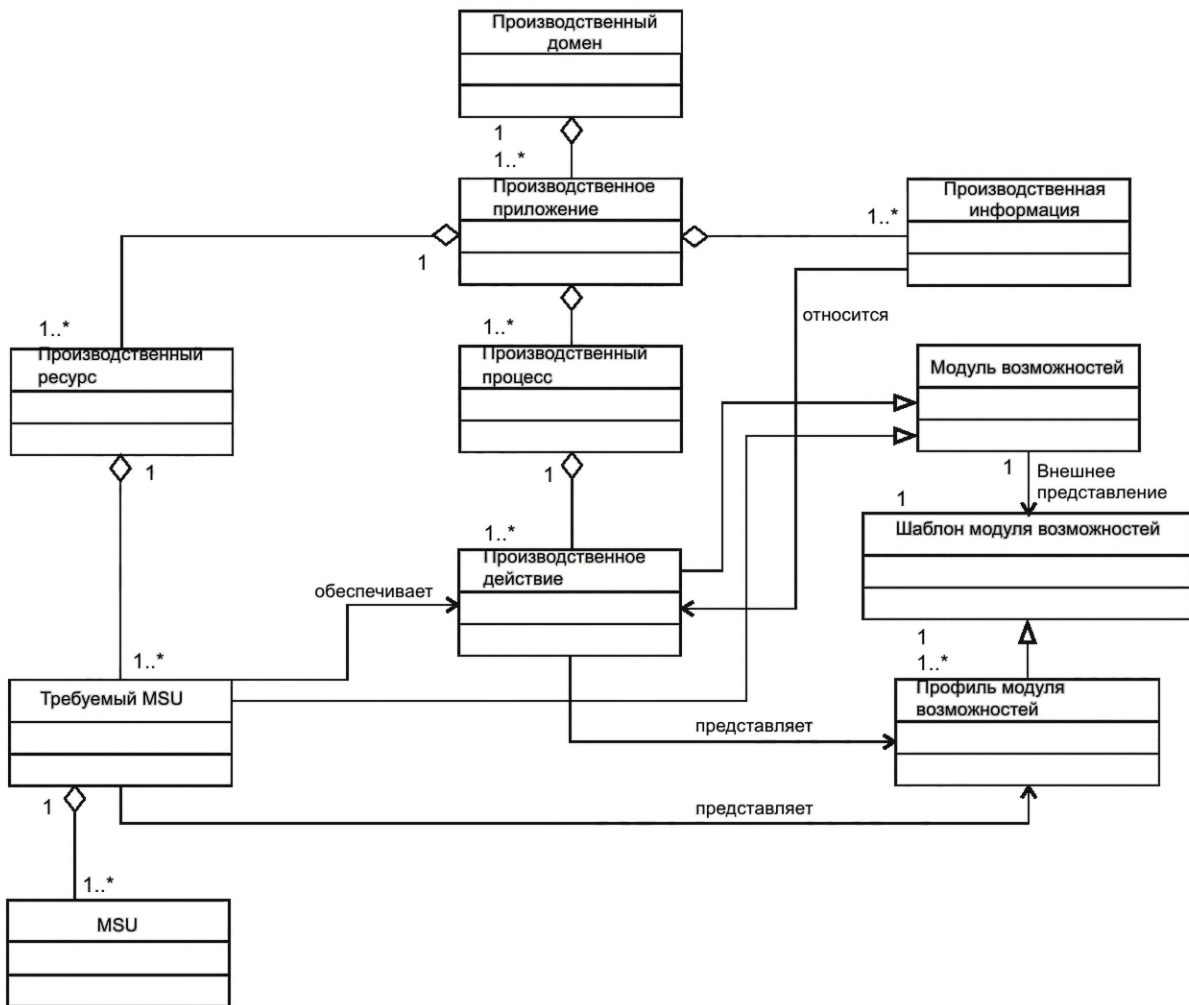 Производственный
домен
1
1..*
Производственное
приложение
Производственная
информация
1..*
1
относится
1..*
Производственный
ресурс
1..*
Производственный
процесс
Модуль возможностей
1
1
1
Внешнее
представление
1
Шаблон модуля возможностей
1..*
Производственное
действие
обеспечивает
1
1..*
1..*
Требуемый MSU
Профиль модуля
возможностей
представляет
1
представляет
1..*
MSU